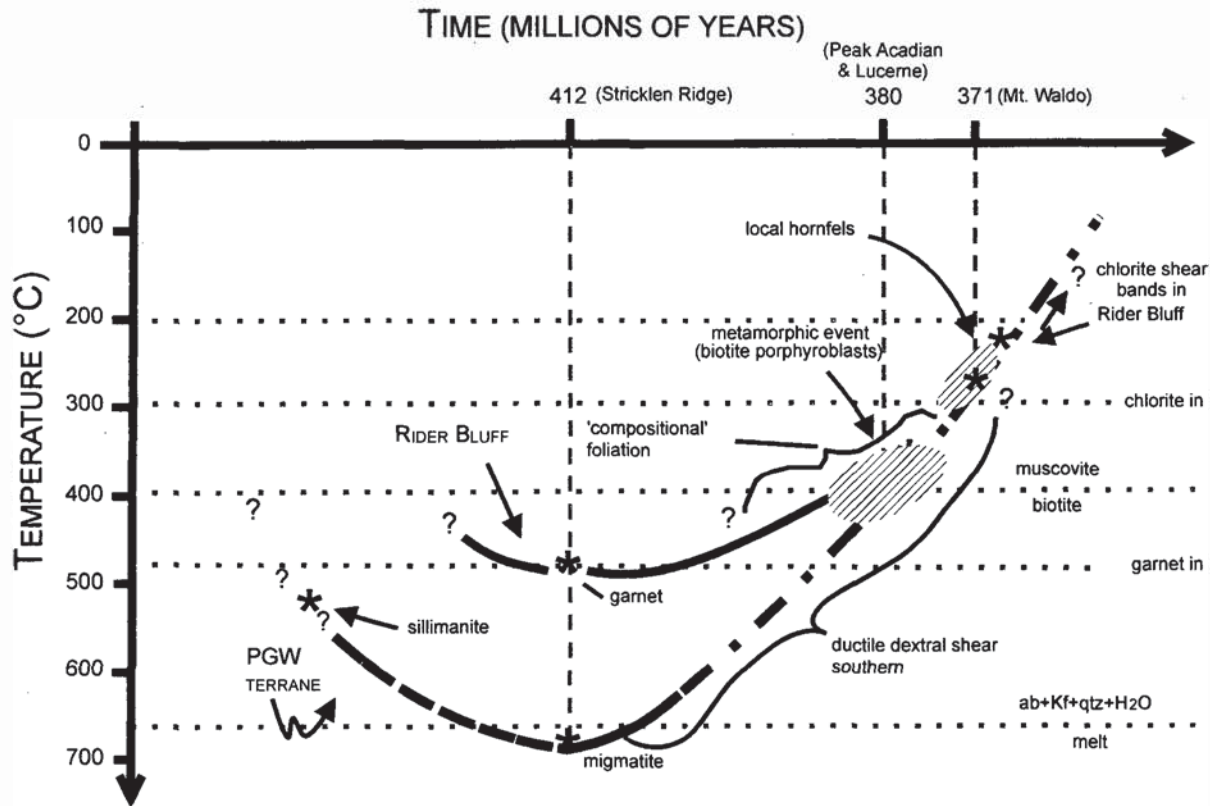 TIME (MILLIONS OF YEARS)
(Peak Acadian
& Lucerne)
412 (Stricklen Ridge)
380
371 (Mt. Waldo)
0
100
200
300
400
500
600
700
TEMPERATURE (°C)
local hornfels
?
chlorite shear
bands in
Rider Bluff
metamorphic event
(biotite porphyroblasts)
?
chlorite in
RIDER BLUFF
'compositional'
foliation
muscovite
biotite
?
?
?
garnet in
?
garnet
?
sillimanite
PGW
TERRANE
ductile dextral shear
southern
ab+Kf+qtz+H2O
melt
migmatite